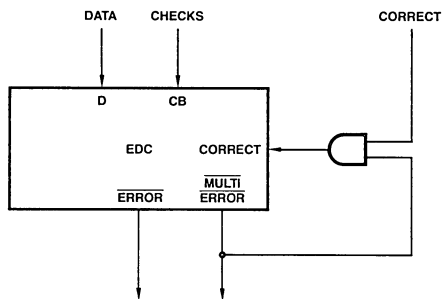 DATA CHECKS CORRECT
D CB
EDC CORRECT
MULTI
ERROR ERROR